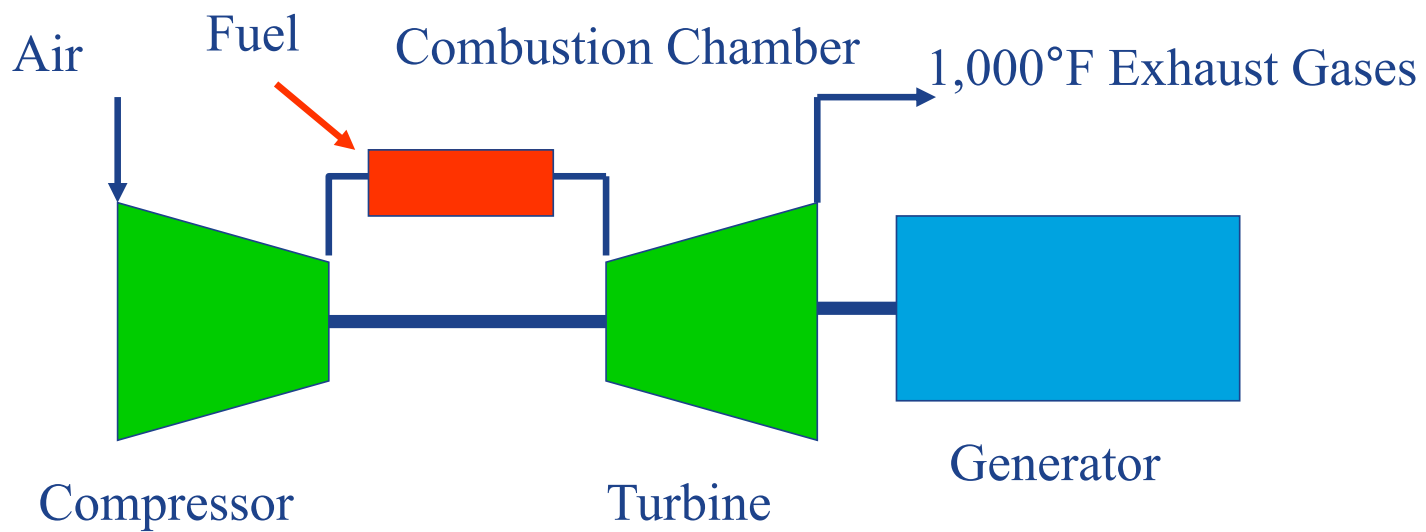 Air
Fuel
Combustion Chamber
1,000°F Exhaust Gases
Compressor
Turbine
Generator